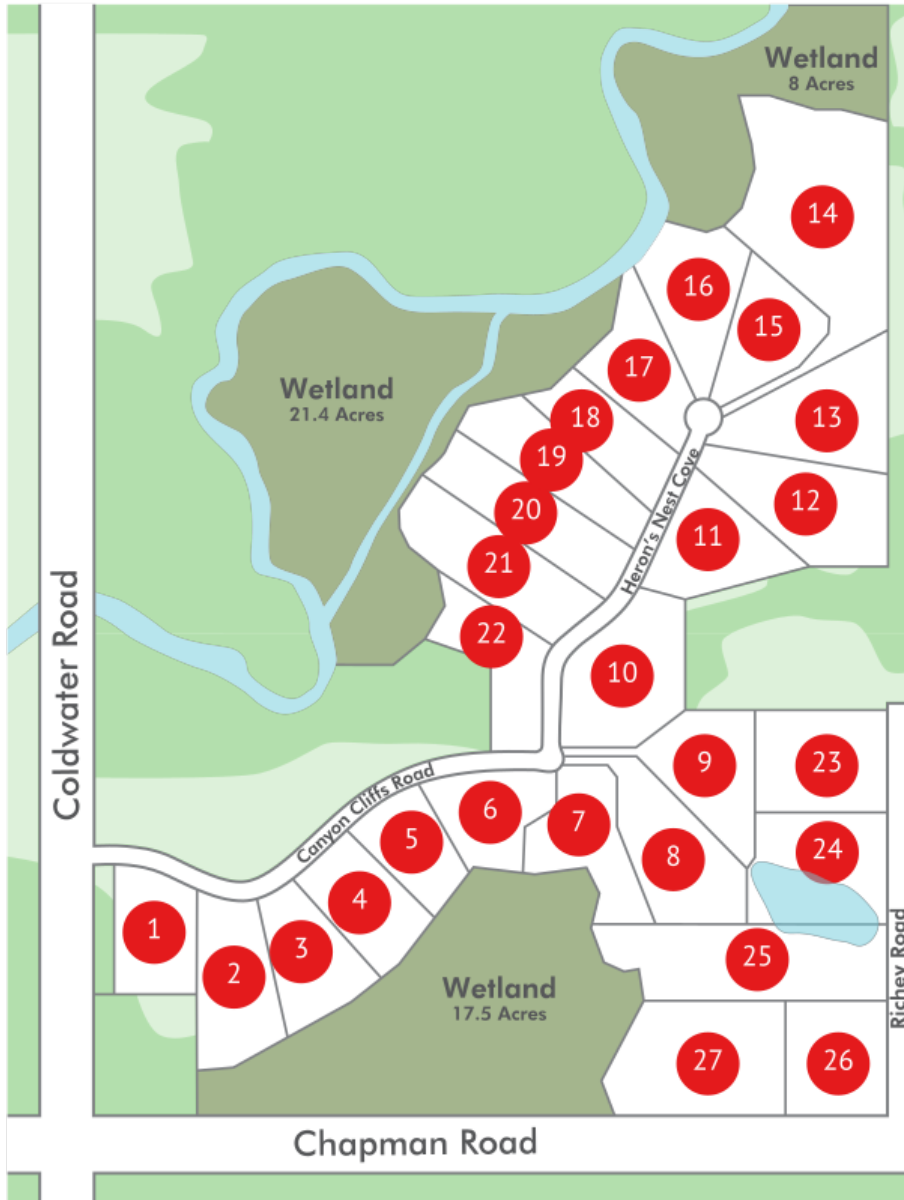 Wetland
8 Acres
14
16
15
17
Wetland
21.4 Acres
18
13
19
12
20
11
Heron's Nest Cove
21
22
10
Coldwater Road
9
23
Canyon Cliffs Road
6
7
5
24
8
4
1
3
25
2
Richey Road
Wetland
17.5 Acres
27
26
Chapman Road